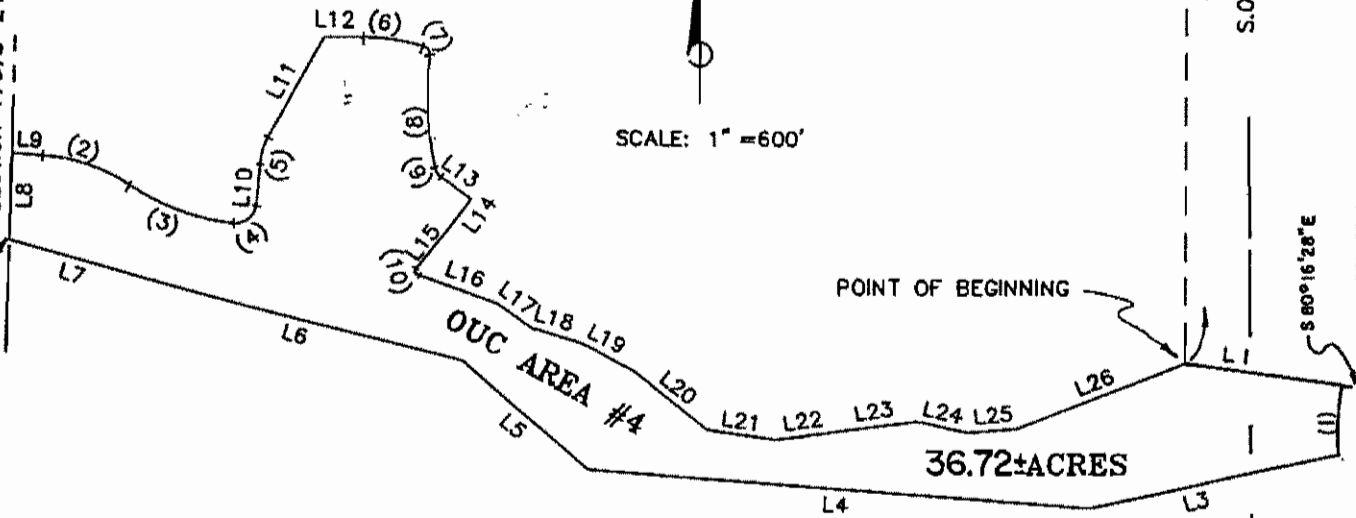 L12 (6)
(7)
L11
(8)
SCALE: 1" =600'
S.0
L9 (2)
L8
(3)
L10
(5)
(4)
(9)
L13
L14
L15
(10)
L7
L6
L16
L17
L18
L19
L20
OUC AREA #4
L5
POINT OF BEGINNING
L1
S 80°16'28"E
(1)
L21
L22
L23
L24
L25
L26
36.72±ACRES
L4
L3